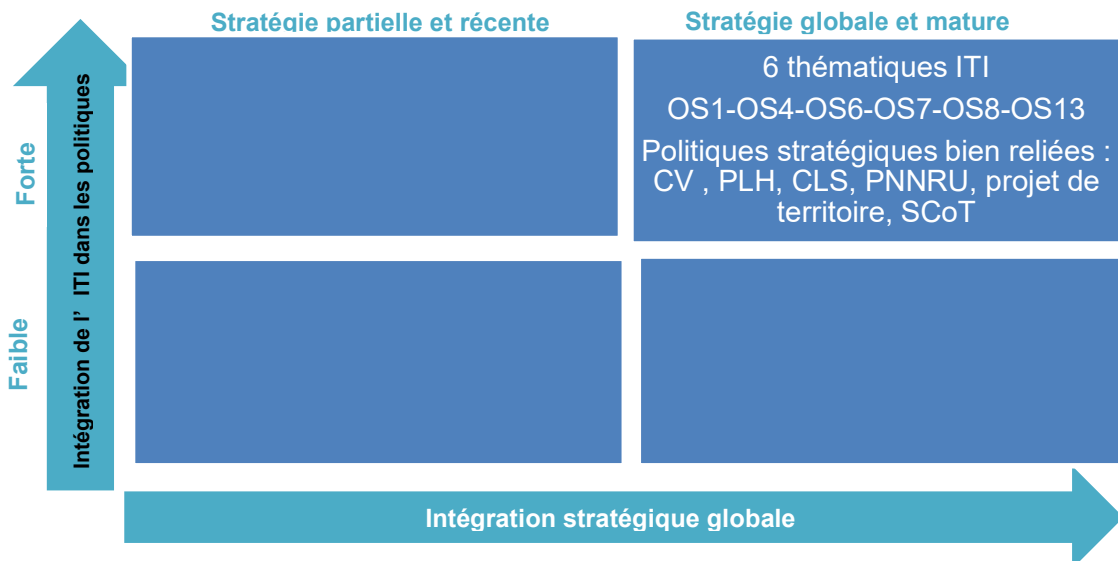 Stratégie partielle et récente
Stratégie globale et mature
Forte
Faible
Intégration de l' ITI dans les politiques
6 thématiques ITI
OS1-OS4-OS6-OS7-OS8-OS13
Politiques stratégiques bien reliées :
CV , PLH, CLS, PNNRU, projet de
territoire, SCoT
Intégration stratégique globale